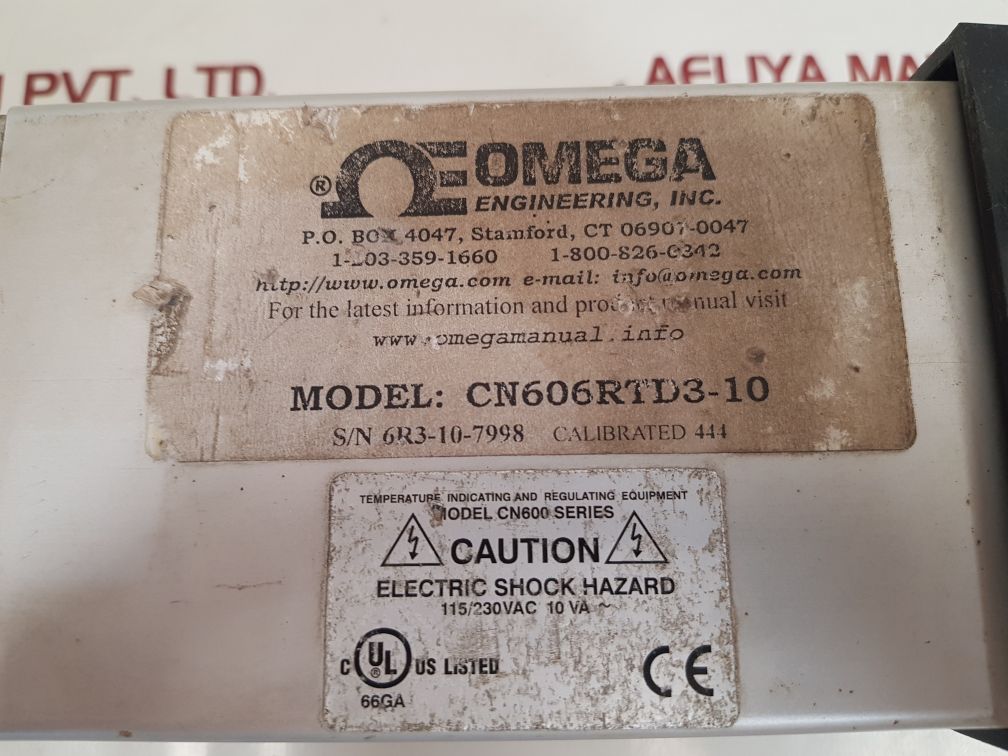 PVT. LTD.
AELIYA MA
® OMEGA
ENGINEERING, INC.
P.O. BOX 4047, Stamford, CT 06907-0047
1-203-359-1660 1-800-826-0342
http://www.omega.com e-mail: info@omega.com
For the latest information and product manual visit
www.omegamanual.info
MODEL: CN606RTD3-10
S/N 6R3-10-7998 CALIBRATED 444
TEMPERATURE INDICATING AND REGULATING EQUIPMENT
MODEL CN600 SERIES
CAUTION
ELECTRIC SHOCK HAZARD
115/230VAC 10 VA ~
C UL ® US LISTED
66GA
CE